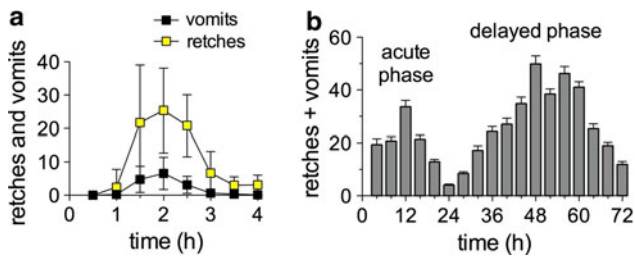 a
vomits
retches
retches and vomits
40
30
20
10
0
0 1 2 3 4
time (h)
b
delayed phase
acute
phase
retches + vomits
60
40
20
0
0 12 24 36 48 60 72
time (h)